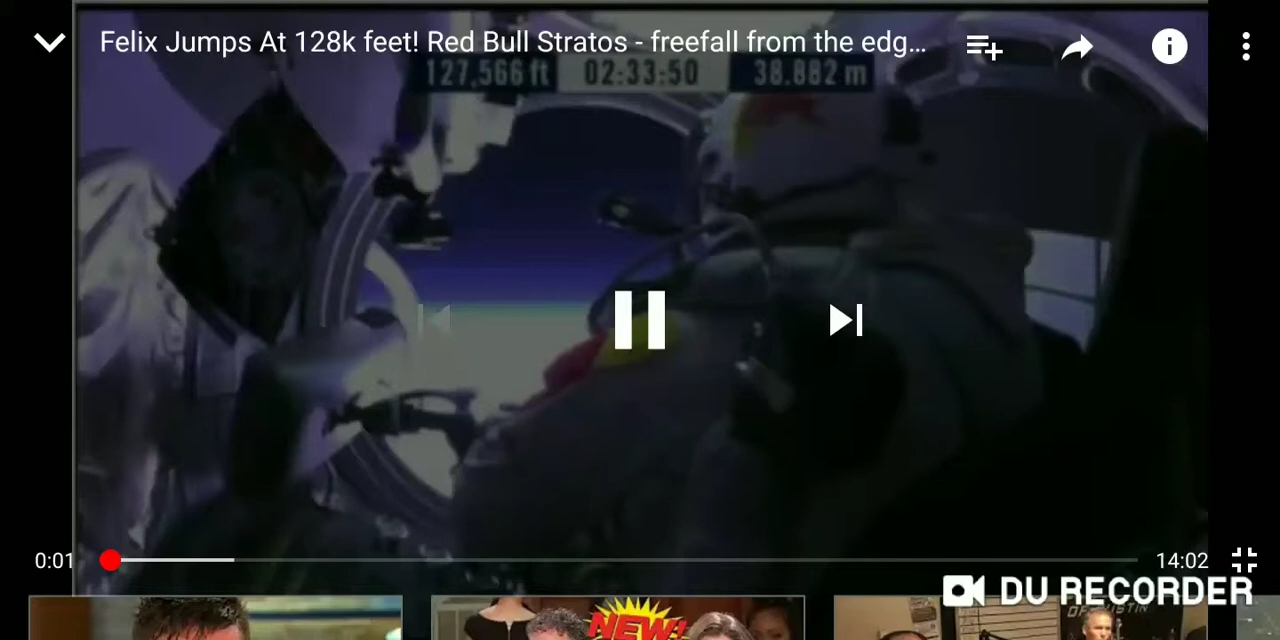 Felix Jumps At 128k feet! Red Bull Stratos - freefall from the edg...
127,566 ft 02:33:50 38.882 m
0:01 14:02
DU RECORDER
NEW!